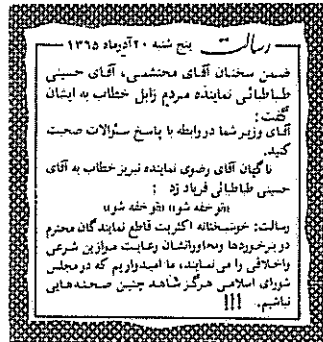 رسالت پنج شنبه ۲۰ آذرماه ۱۳۶۵
ضمن سخنان آقای محتشمی، آقای حسینی
طباطبائی نماینده مردم زابل خطاب به ایشان
گفت:
آقای وزیر شما در رابطه با پاسخ سئوالات صحبت
کنید.
ناگهان آقای رضوی نماینده تبریز خطاب به آقای
حسینی طباطبائی فریاد زد :
«تو خفه شو» «تو خفه شو»
رسالت: خوشبختانه اکثریت قاطع نمایندگان محترم
در برخوردها و محاوراتشان رعایت موازین شرعی
و اخلاقی را می‌نمایند، ما امیدواریم که در مجلس
شورای اسلامی هرگز شاهد چنین صحنه‌هایی
نباشیم. !!!